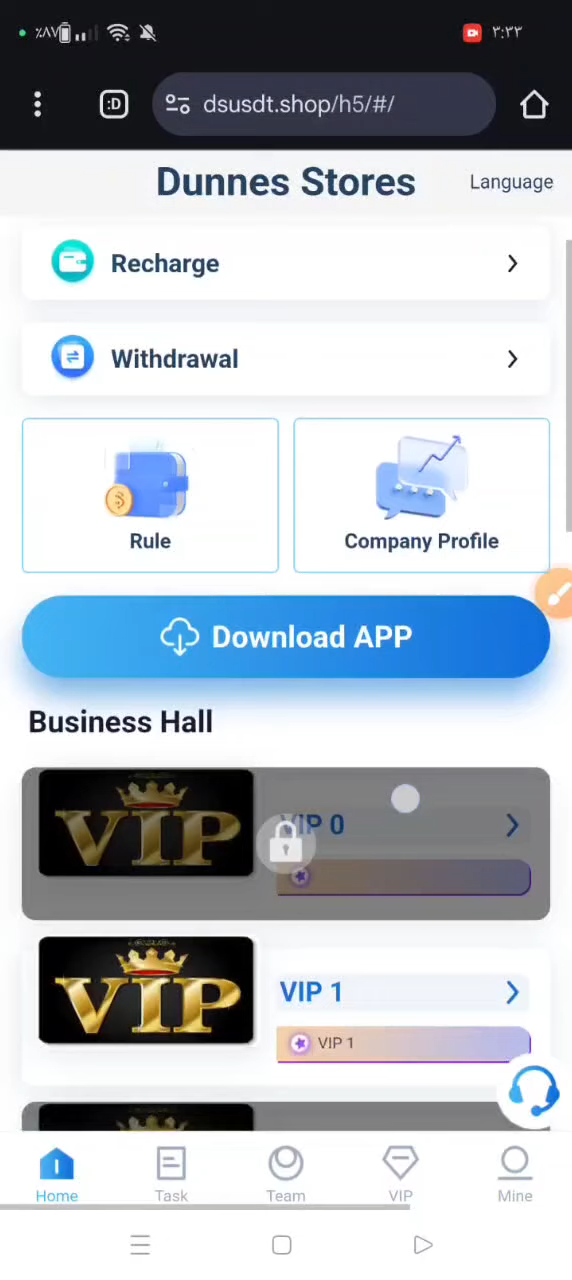 ٪٨٧
٣:٣٣
:D
dsusdt.shop/h5/#/
Dunnes Stores
Language
Recharge
Withdrawal
Rule
Company Profile
Download APP
Business Hall
VIP
VIP 0
VIP
VIP 1
VIP 1
Home
Task
Team
VIP
Mine